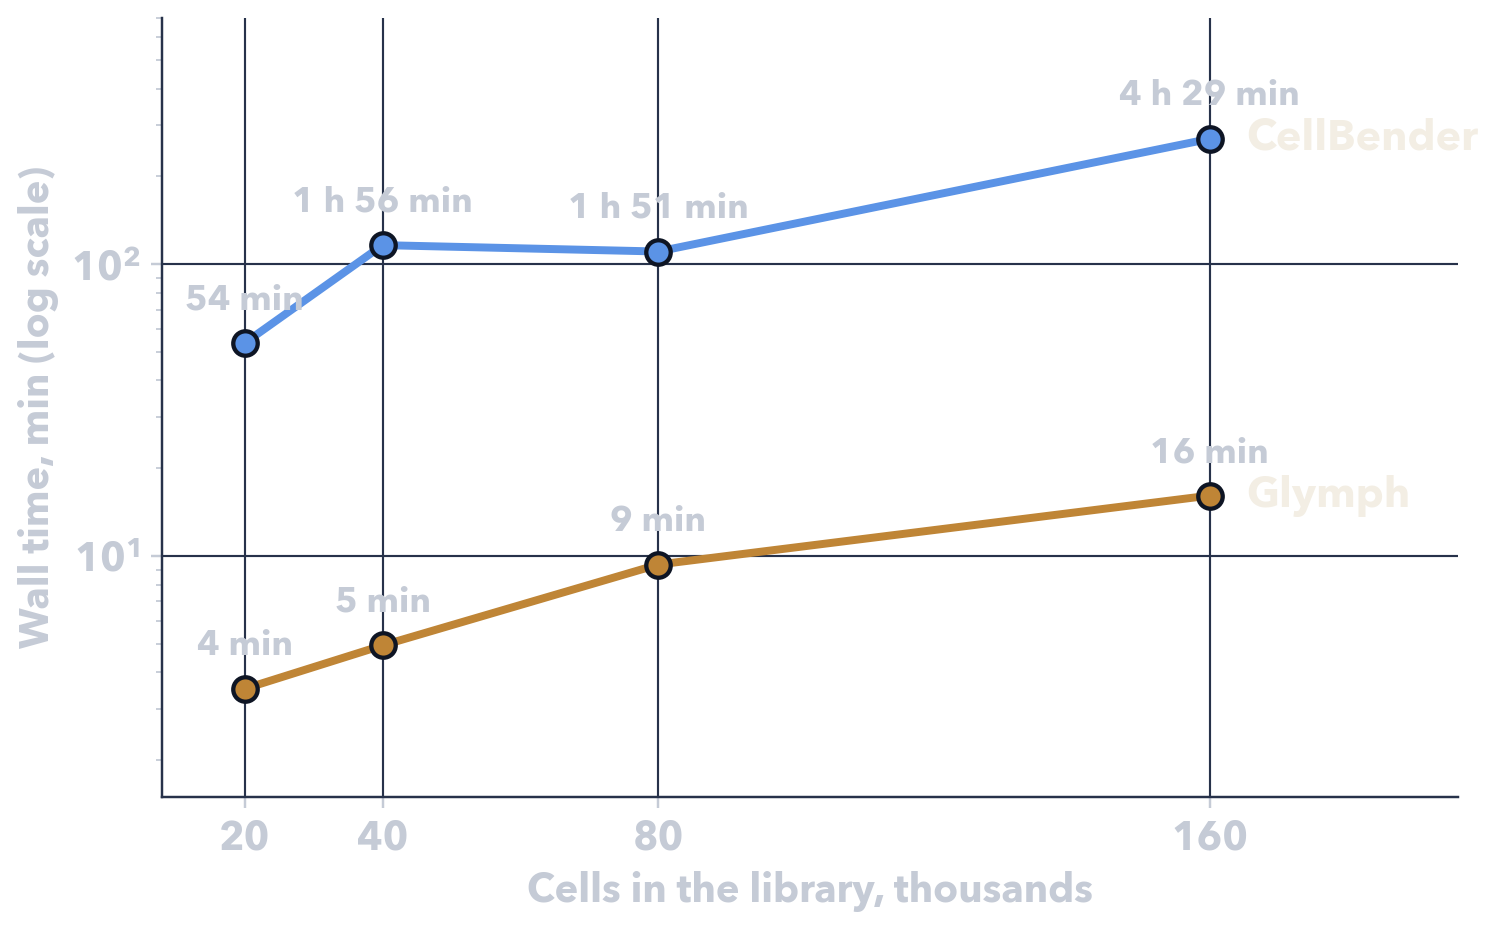 4 h 29 min
CellBender
1 h 56 min
1 h 51 min
10²
54 min
16 min
Glymph
9 min
10¹
5 min
4 min
Wall time, min (log scale)
20 40 80 160
Cells in the library, thousands